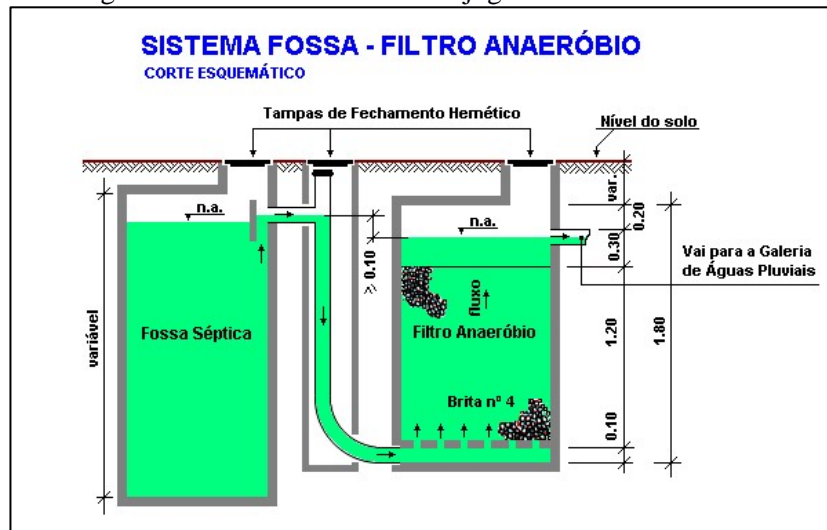 SISTEMA FOSSA - FILTRO ANAERÓBIO
CORTE ESQUEMÁTICO
Tampas de Fechamento Hemético
Nível do solo
n.a.
n.a.
var.
0.20
0.30
≥ 0.10
Vai para a Galeria
de Águas Pluviais
variável
Fossa Séptica
fluxo
Filtro Anaeróbio
1.20
1.80
Brita nº 4
0.10